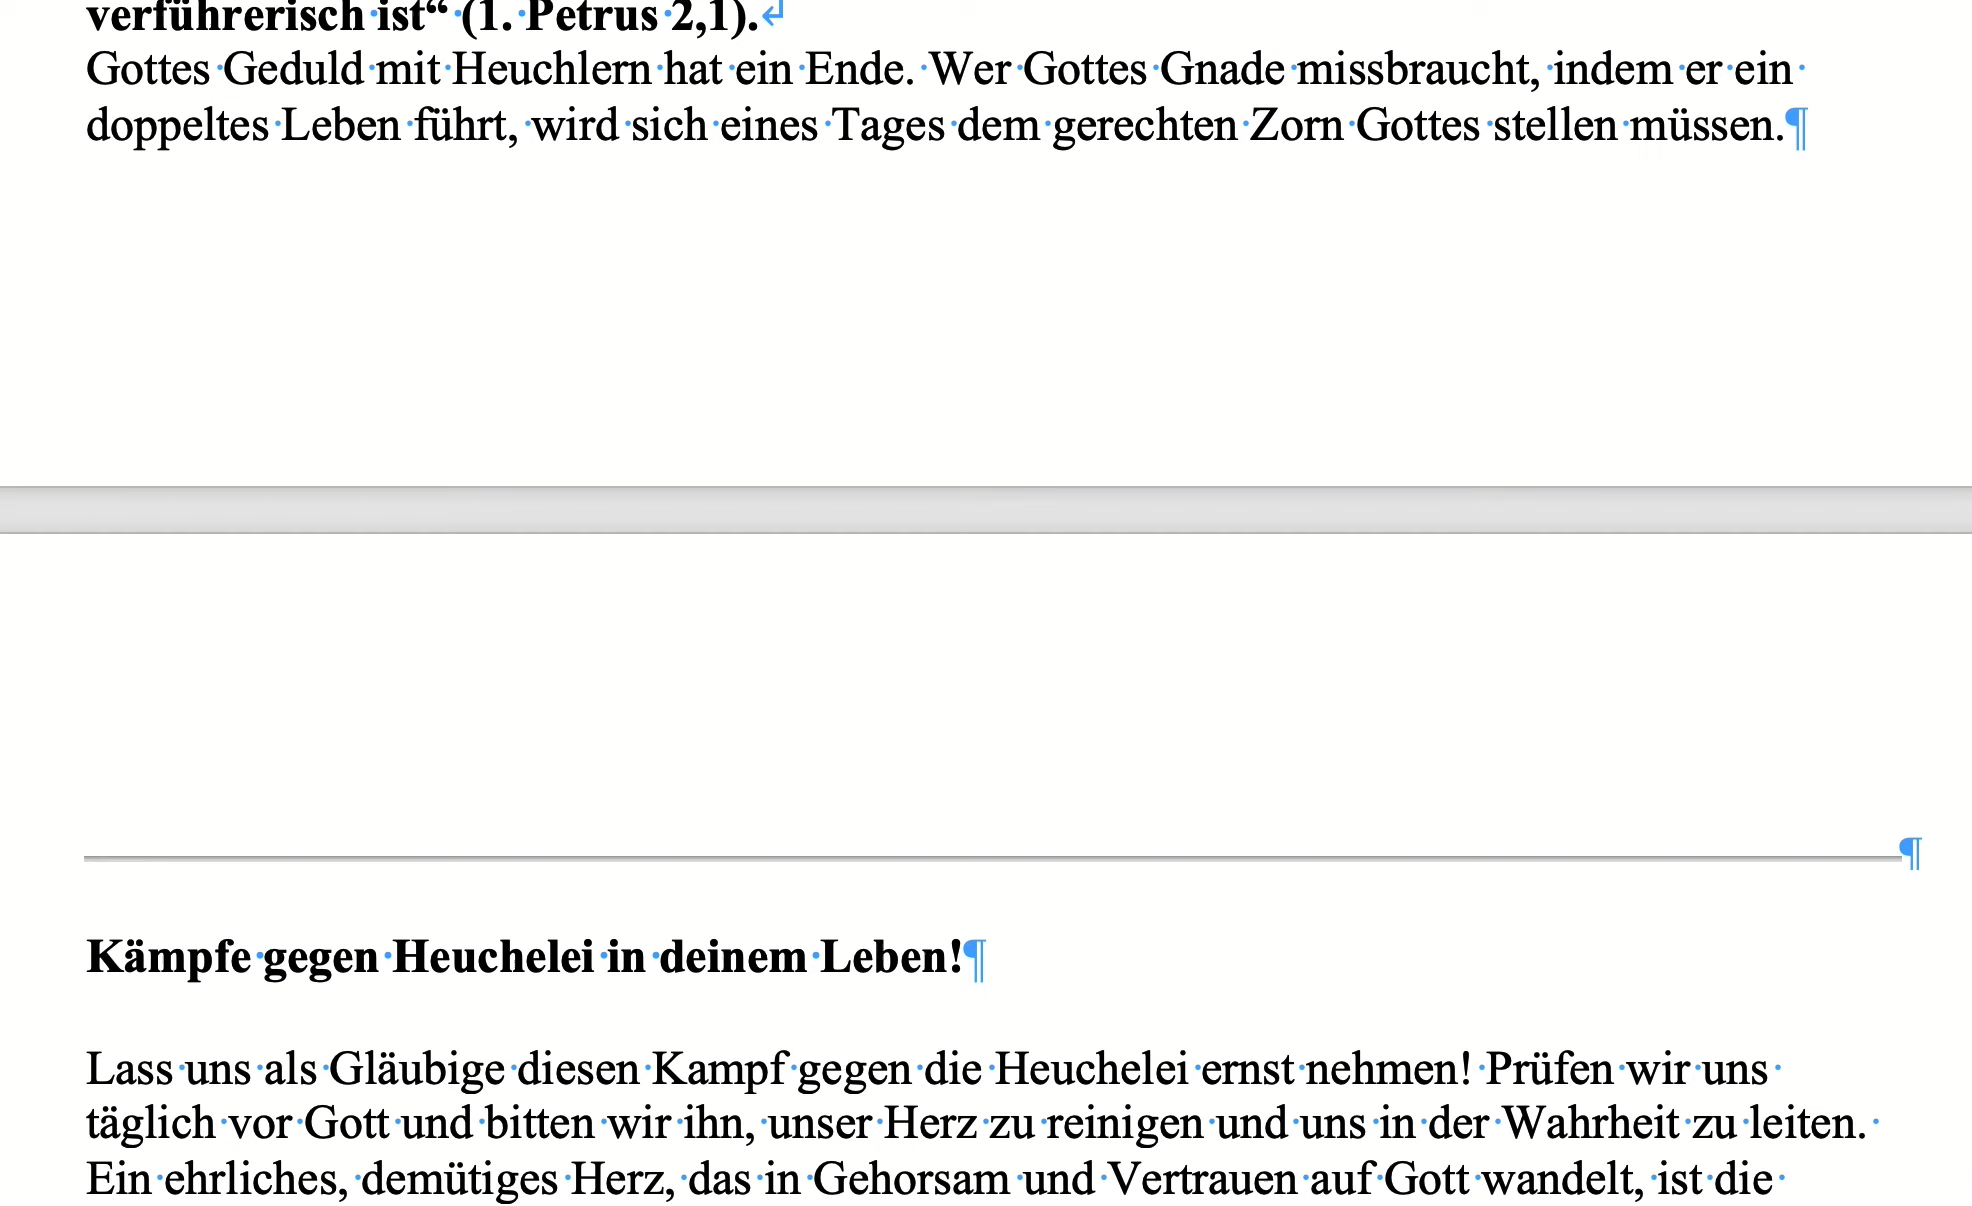 verführerisch ist“ (1. Petrus 2,1).
Gottes Geduld mit Heuchlern hat ein Ende. Wer Gottes Gnade missbraucht, indem er ein
doppeltes Leben führt, wird sich eines Tages dem gerechten Zorn Gottes stellen müssen.
Kämpfe gegen Heuchelei in deinem Leben!
Lass uns als Gläubige diesen Kampf gegen die Heuchelei ernst nehmen! Prüfen wir uns
täglich vor Gott und bitten wir ihn, unser Herz zu reinigen und uns in der Wahrheit zu leiten.
Ein ehrliches, demütiges Herz, das in Gehorsam und Vertrauen auf Gott wandelt, ist die